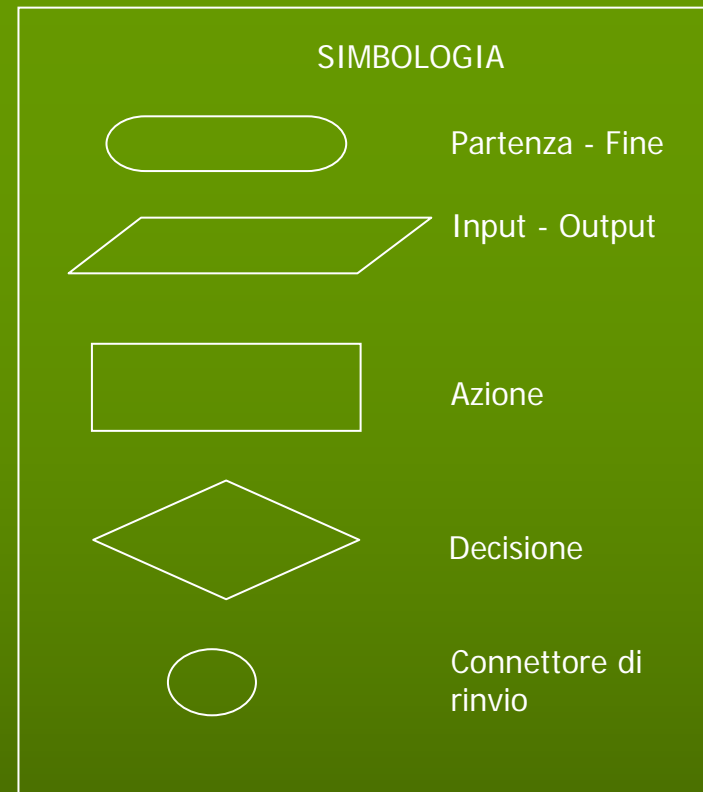 SIMBOLOGIA
Partenza - Fine
Input - Output
Azione
Decisione
Connettore di
rinvio